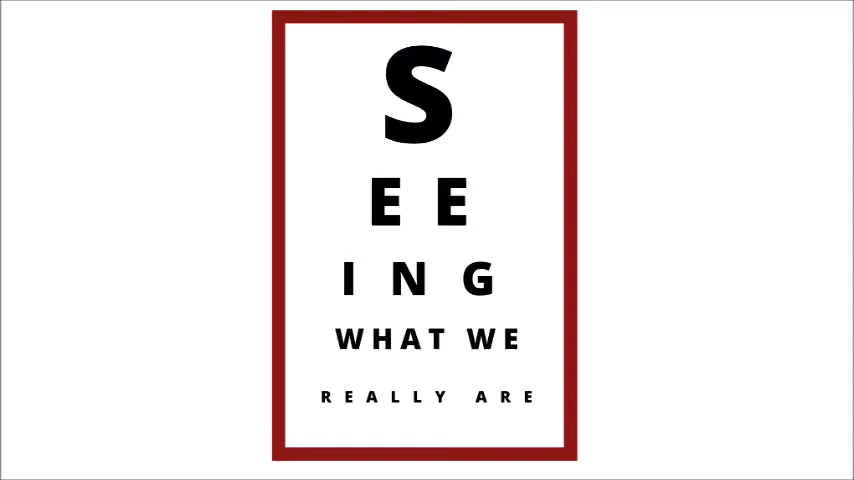 S
E E
I N G
WHAT WE
REALLY ARE